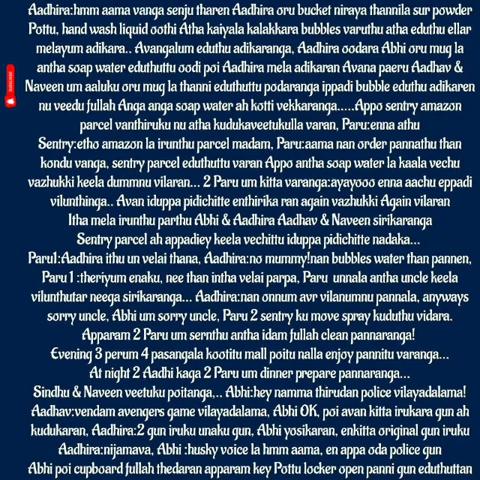 Aadhira:hmm aama vanga senju tharen Aadhira oru bucket niraya thannila sur powder
Pottu, hand wash liquid oothi Atha kaiyala kalakkara bubbles varuthu atha eduthu ellar
melayum adikara.. Avangalum eduthu adikaranga, Aadhira oodara Abhi oru mug la
antha soap water eduthuttu oodi poi Aadhira mela adikaran Avana paeru Aadhav &
Naveen um aaluku oru mug la thanni eduthuttu podaranga ippadi bubble eduthu adikaren
nu veedu fullah Anga anga soap water ah kotti vekkaranga.....Appo sentry amazon
parcel vanthiruku nu atha kudukaveetukulla varan, Paru:enna athu
Sentry:etho amazon la irunthu parcel madam, Paru:aama nan order pannathu than
kondu vanga, sentry parcel eduthuttu varan Appo antha soap water la kaala vechu
vazhukki keela dummnu vilaran... 2 Paru um kitta varanga:ayayooo enna aachu eppadi
vilunthinga.. Avan iduppa pidichitte enthirika ran again vazhukki Again vilaran
Itha mela irunthu parthu Abhi & Aadhira Aadhav & Naveen sirikaranga
Sentry parcel ah appadiey keela vechittu iduppa pidichitte nadaka...
Paru1:Aadhira ithu un velai thana, Aadhira:no mummy!nan bubbles water than pannen,
Paru 1 :theriyum enaku, nee than intha velai parpa, Paru unnala antha uncle keela
vilunthutar neega sirikaranga... Aadhira:nan onnum avr vilanumnu pannala, anyways
sorry uncle, Abhi um sorry uncle, Paru 2 sentry ku move spray kuduthu vidara.
Apparam 2 Paru um sernthu antha idam fullah clean pannaranga!
Evening 3 perum 4 pasangala kootitu mall poitu nalla enjoy pannitu varanga...
At night 2 Aadhi kaga 2 Paru um dinner prepare pannaranga...
Sindhu & Naveen veetuku poitanga,.. Abhi:hey namma thirudan police vilayadalama!
Aadhav:vendam avengers game vilayadalama, Abhi OK, poi avan kitta irukara gun ah
kudukaran, Aadhira:2 gun iruku unaku gun, Abhi yosikaran, enkitta original gun iruku
Aadhira:nijamava, Abhi :husky voice la hmm aama, en appa oda police gun
Abhi poi cupboard fullah thedaran apparam key Pottu locker open panni gun eduthuttan